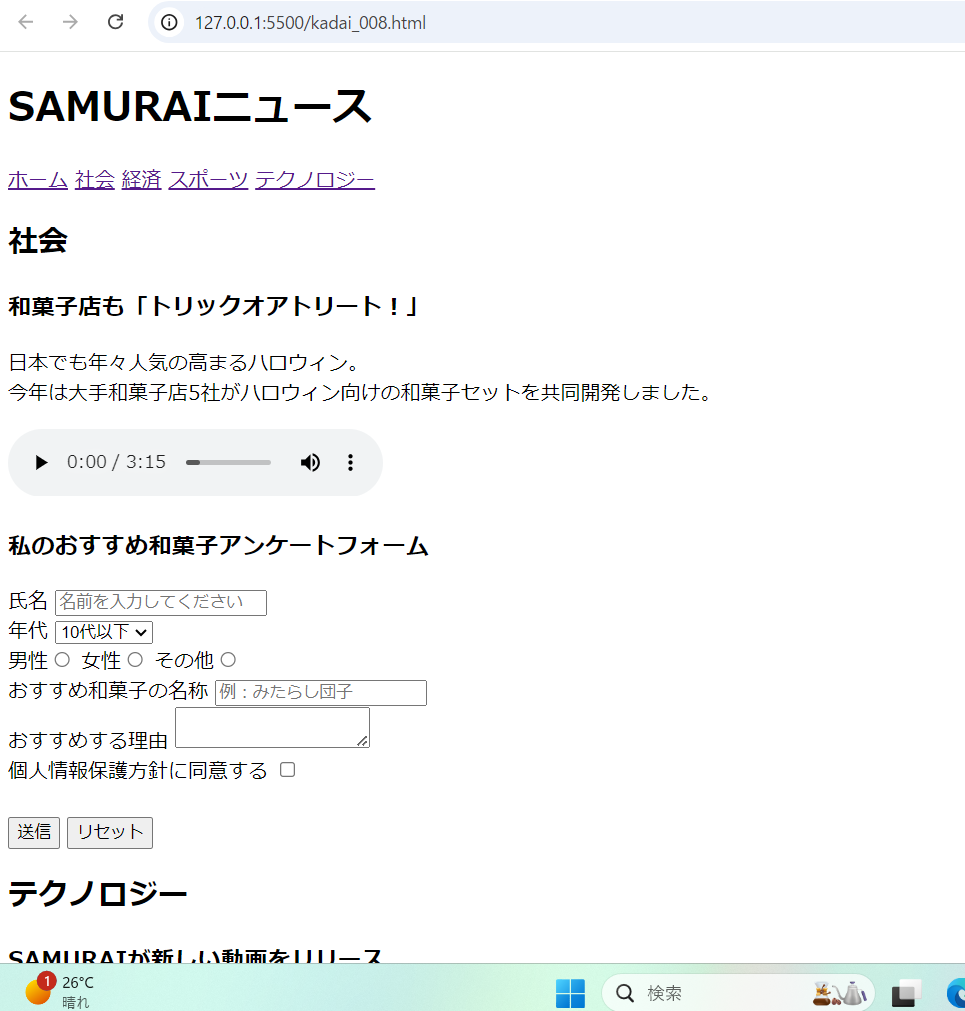 127.0.0.1:5500/kadai_008.html
SAMURAIニュース
ホーム 社会 経済 スポーツ テクノロジー
社会
和菓子店も「トリックオアトリート！」
日本でも年々人気の高まるハロウィン。
今年は大手和菓子店5社がハロウィン向けの和菓子セットを共同開発しました。
0:00 / 3:15
私のおすすめ和菓子アンケートフォーム
氏名 名前を入力してください
年代 10代以下
男性 女性 その他
おすすめ和菓子の名称 例：みたらし団子
おすすめする理由
個人情報保護方針に同意する
送信 リセット
テクノロジー
SAMURAIが新しい動画をリリース
1 26°C
晴れ
検索